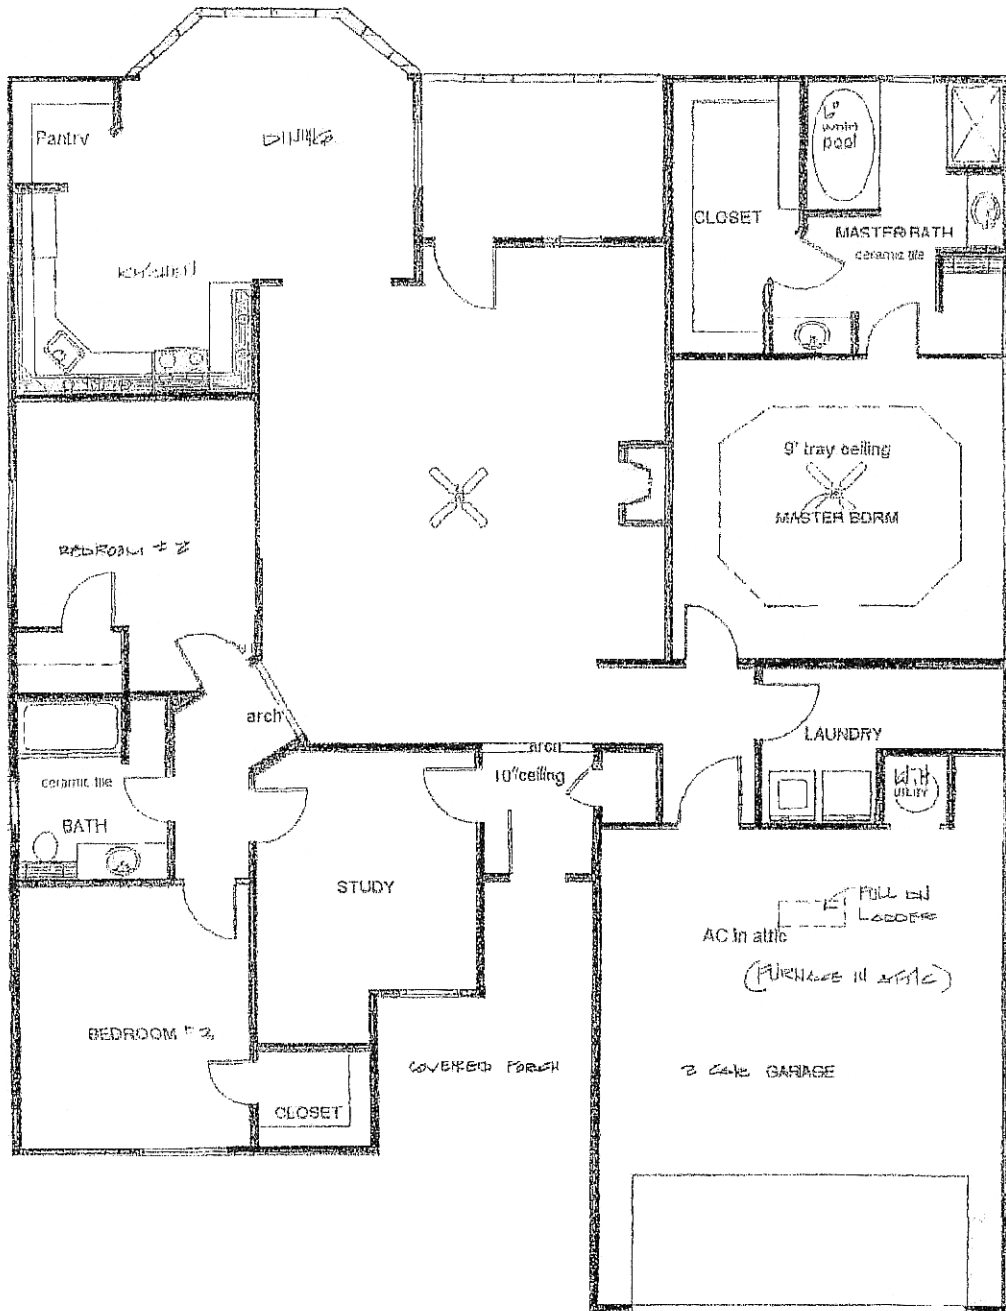 Pantry
DINING
KITCHEN
6'
whirl
pool
CLOSET
MASTER BATH
ceramic tile
9' tray ceiling
MASTER BDRM
BEDROOM # 2
arch
arch
10' ceiling
LAUNDRY
W.H
UTILITY
ceramic tile
BATH
STUDY
PULL DN
LADDER
AC in attic
(FURNACE IN ATTIC)
BEDROOM # 3
COVERED PORCH
2 CAR GARAGE
CLOSET